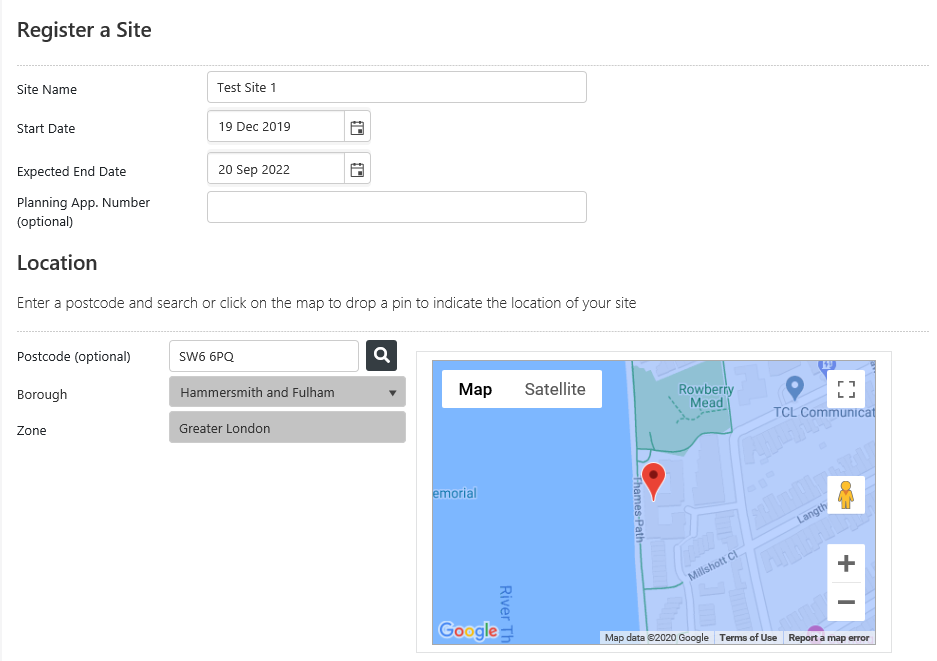 Register a Site
Site Name
Test Site 1
Start Date
19 Dec 2019
Expected End Date
20 Sep 2022
Planning App. Number
(optional)
Location
Enter a postcode and search or click on the map to drop a pin to indicate the location of your site
Postcode (optional)
SW6 6PQ
Borough
Hammersmith and Fulham
Zone
Greater London
Map Satellite
Rowberry
Mead
TCL Communicat
emorial
Thames Path
Langth
Millshott Cl
River Th
Google
Map data ©2020 Google
Terms of Use
Report a map error